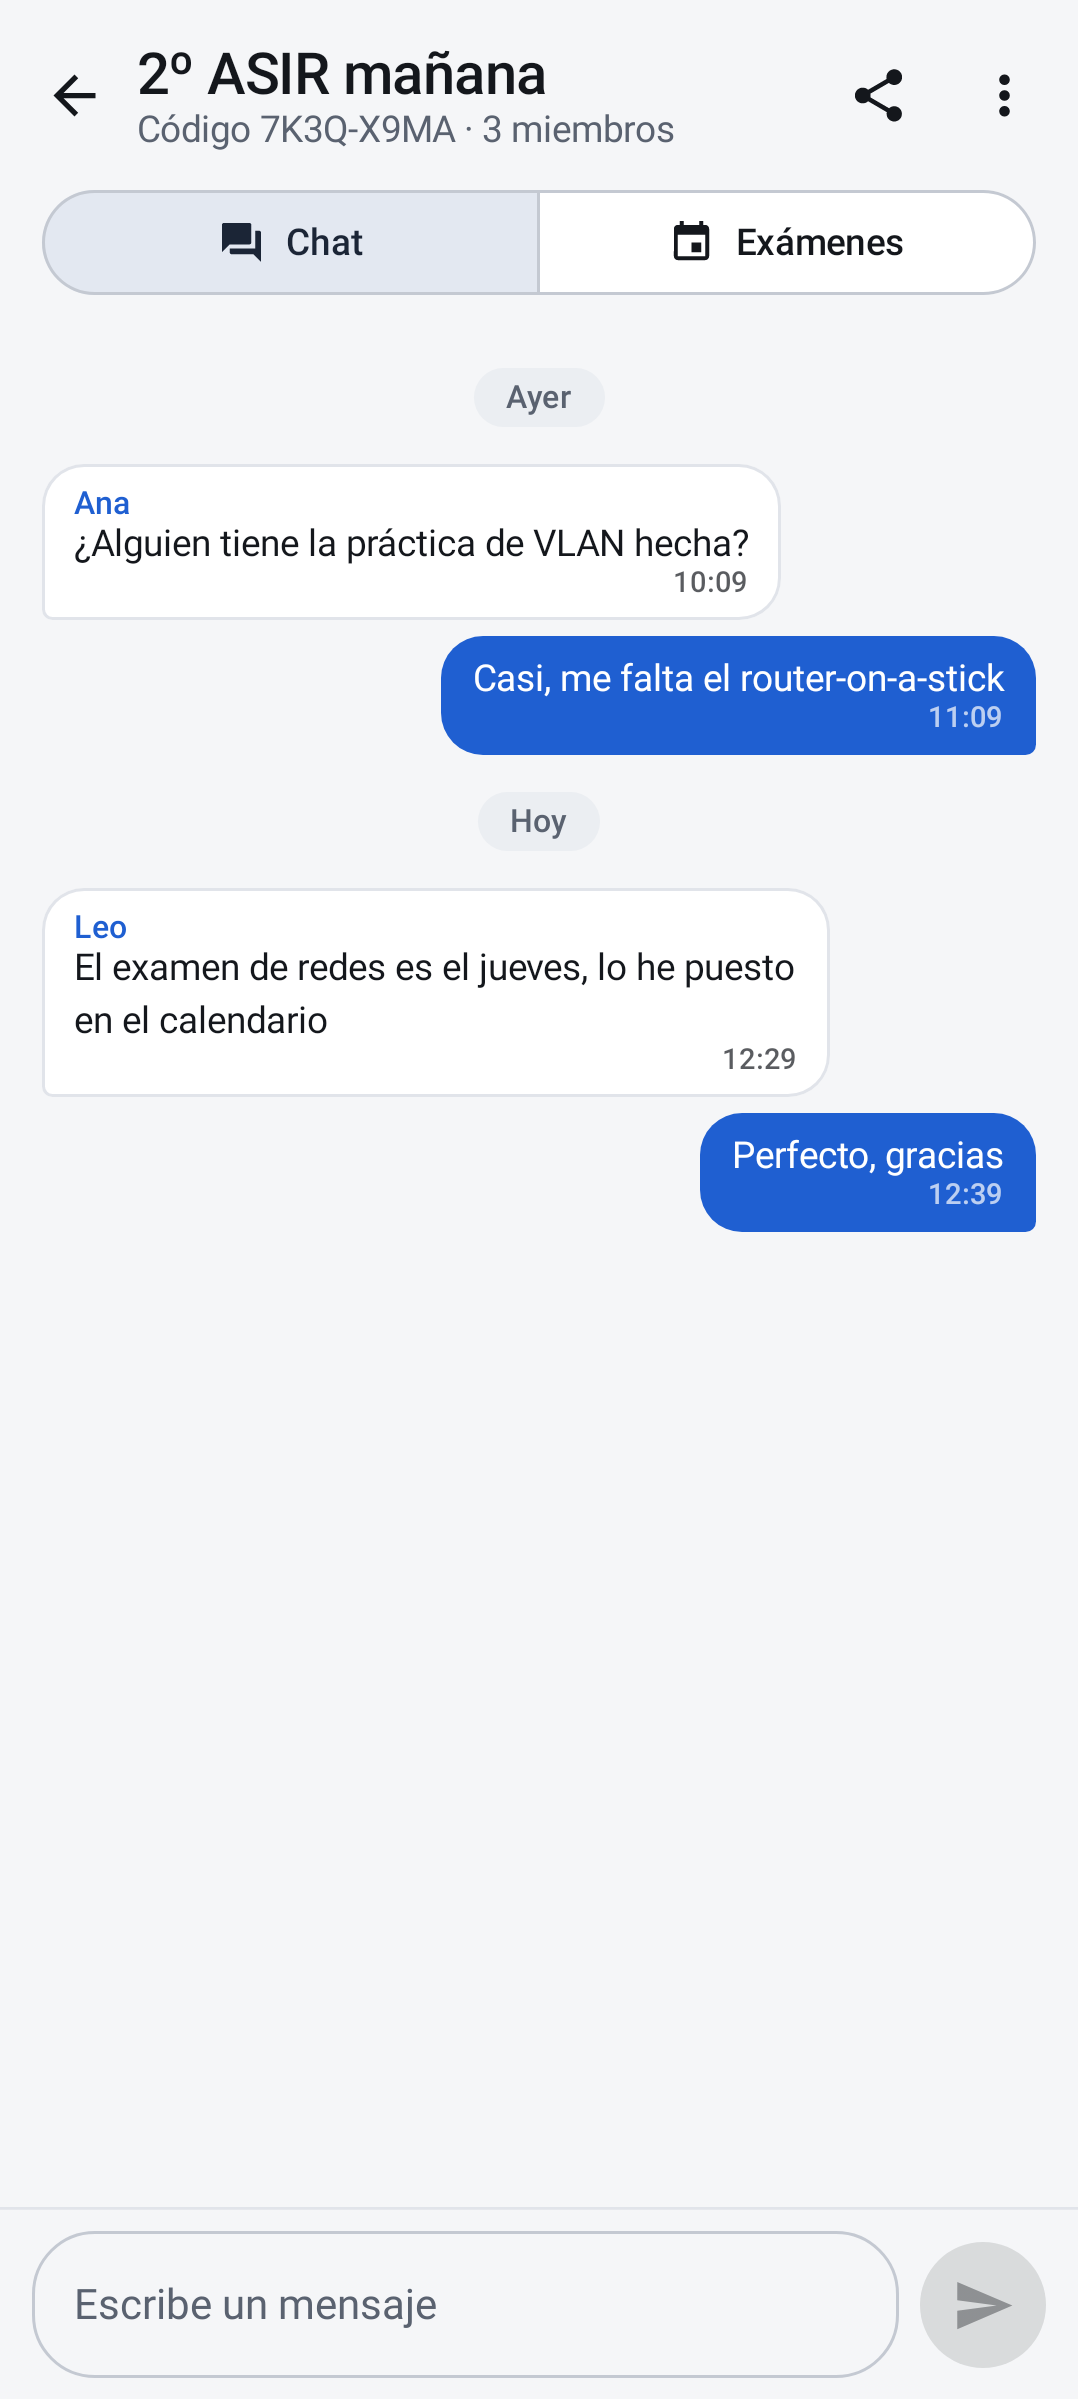 2º ASIR mañana
Código 7K3Q-X9MA · 3 miembros
Chat
Exámenes
Ayer
Ana
¿Alguien tiene la práctica de VLAN hecha?
10:09
Casi, me falta el router-on-a-stick
11:09
Hoy
Leo
El examen de redes es el jueves, lo he puesto
en el calendario
12:29
Perfecto, gracias
12:39
Escribe un mensaje